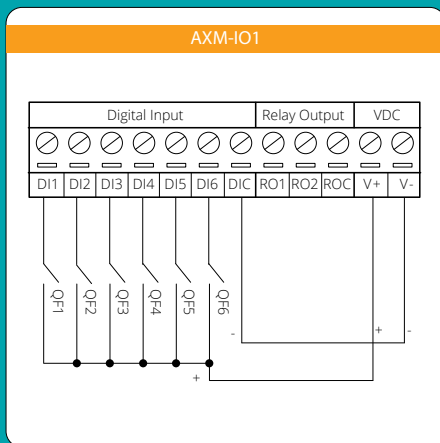 AXM-IO1
Digital Input Relay Output VDC
DI1 DI2 DI3 DI4 DI5 DI6 DIC RO1 RO2 ROC V+ V-
QF1 QF2 QF3 QF4 QF5 QF6
- + -
+